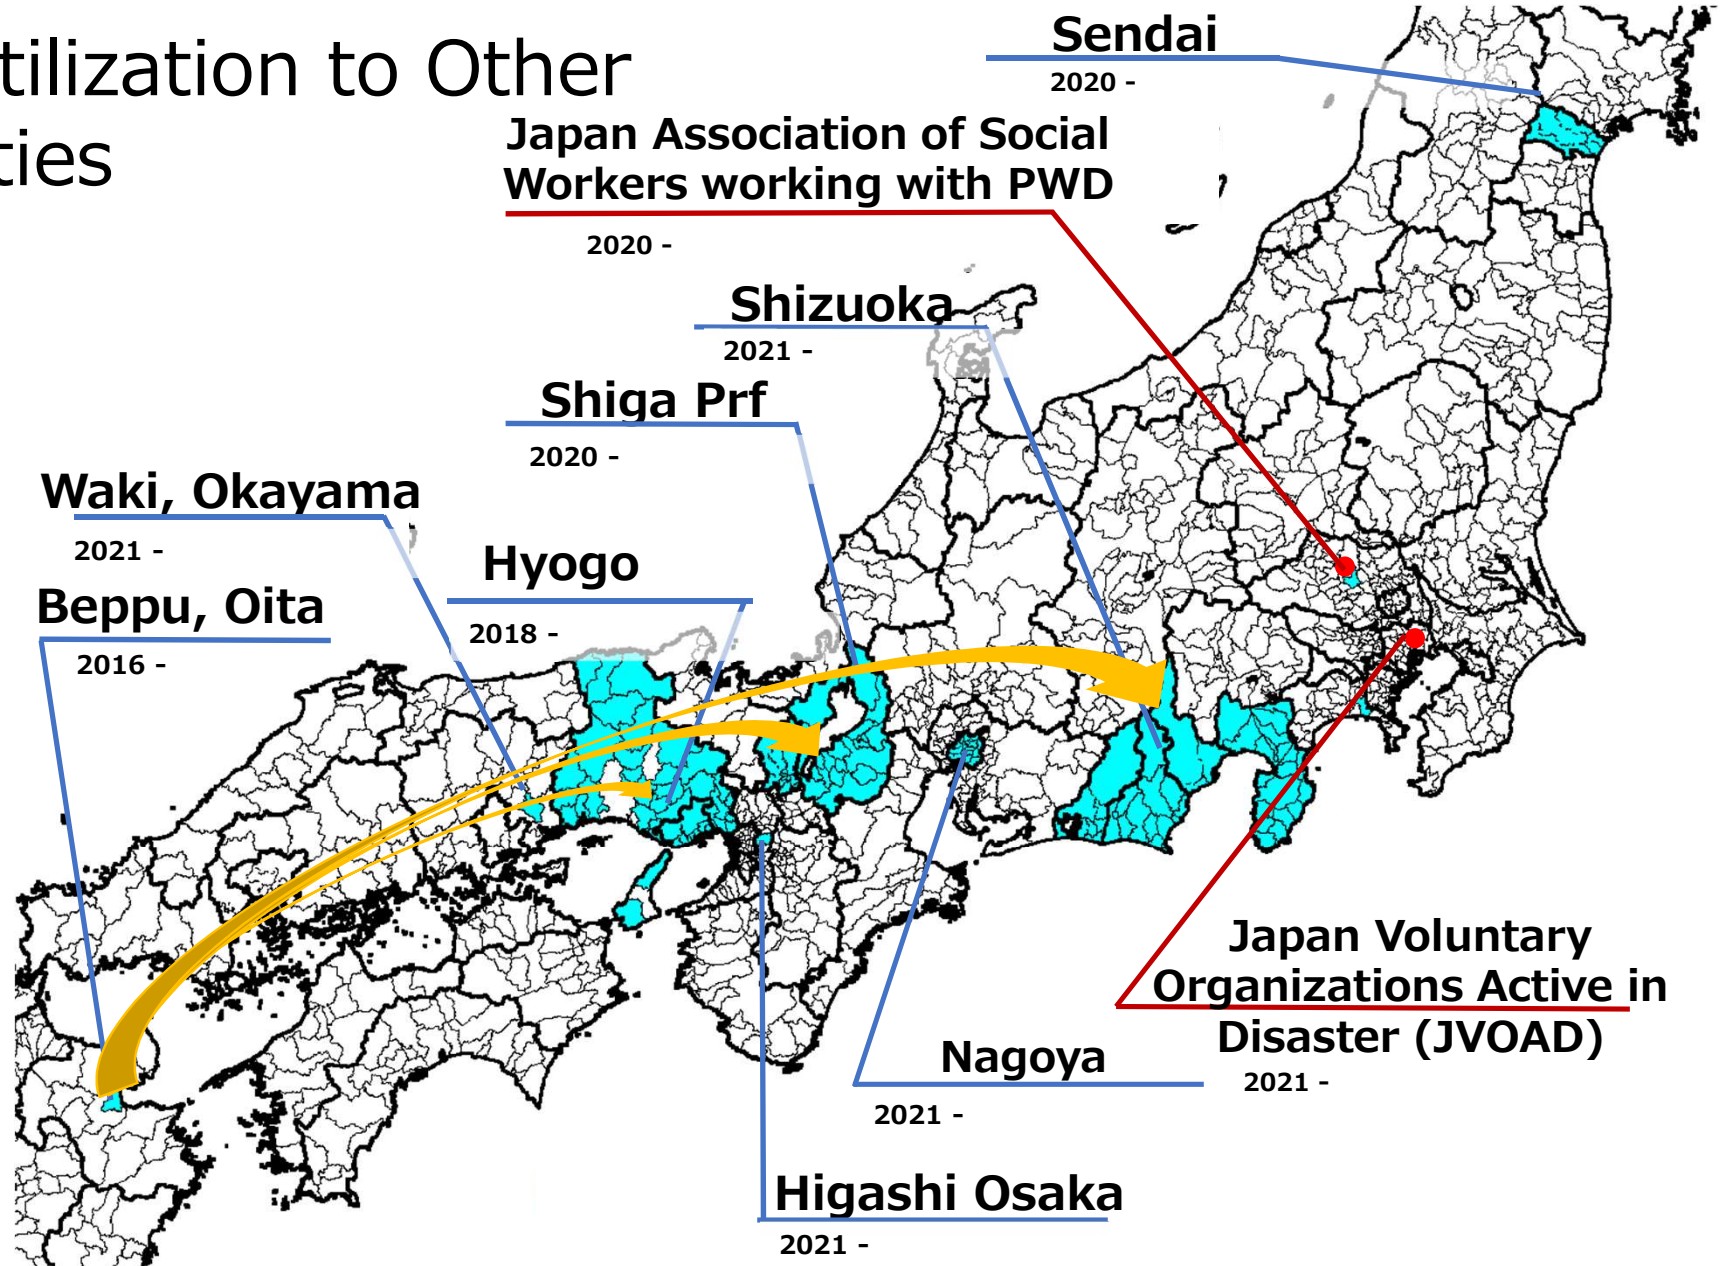 tilization to Other
ties
Sendai
2020 -
Japan Association of Social
Workers working with PWD
2020 -
Shizuoka
2021 -
Shiga Prf
2020 -
Waki, Okayama
2021 -
Hyogo
2018 -
Beppu, Oita
2016 -
Japan Voluntary
Organizations Active in
Disaster (JVOAD)
2021 -
Nagoya
2021 -
Higashi Osaka
2021 -